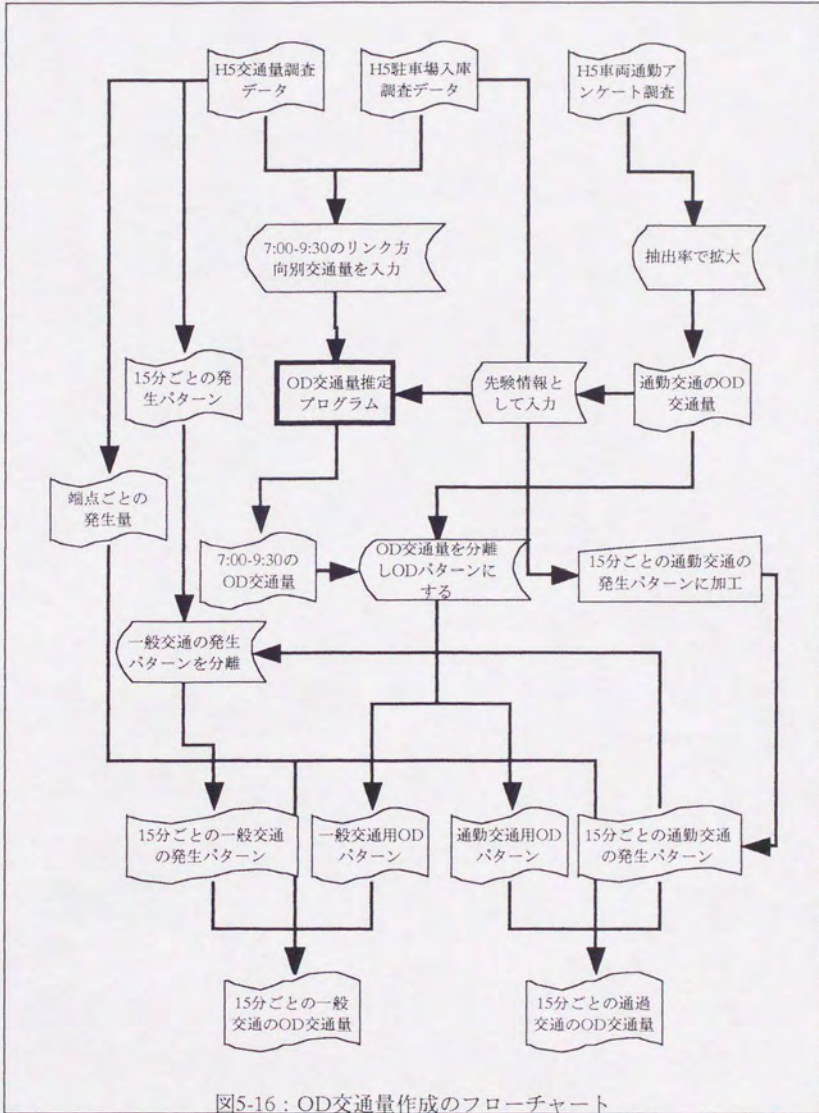 H5交通量調査
データ
H5駐車場入庫
調査データ
H5車両通勤アン
ケート調査
7:00-9:30のリンク方
向別交通量を入力
抽出率で拡大
15分ごとの発
生パターン
OD交通量推定
プログラム
先験情報と
して入力
通勤交通のOD
交通量
端点ごとの
発生量
7:00-9:30の
OD交通量
OD交通量を分離
しODパターンに
する
15分ごとの通勤交通の
発生パターンに加工
一般交通の発生
パターンを分離
15分ごとの一般交通
の発生パターン
一般交通用OD
パターン
通勤交通用OD
パターン
15分ごとの通勤交通
の発生パターン
15分ごとの一般
交通のOD交通量
15分ごとの通過
交通のOD交通量
図5-16：OD交通量作成のフローチャート